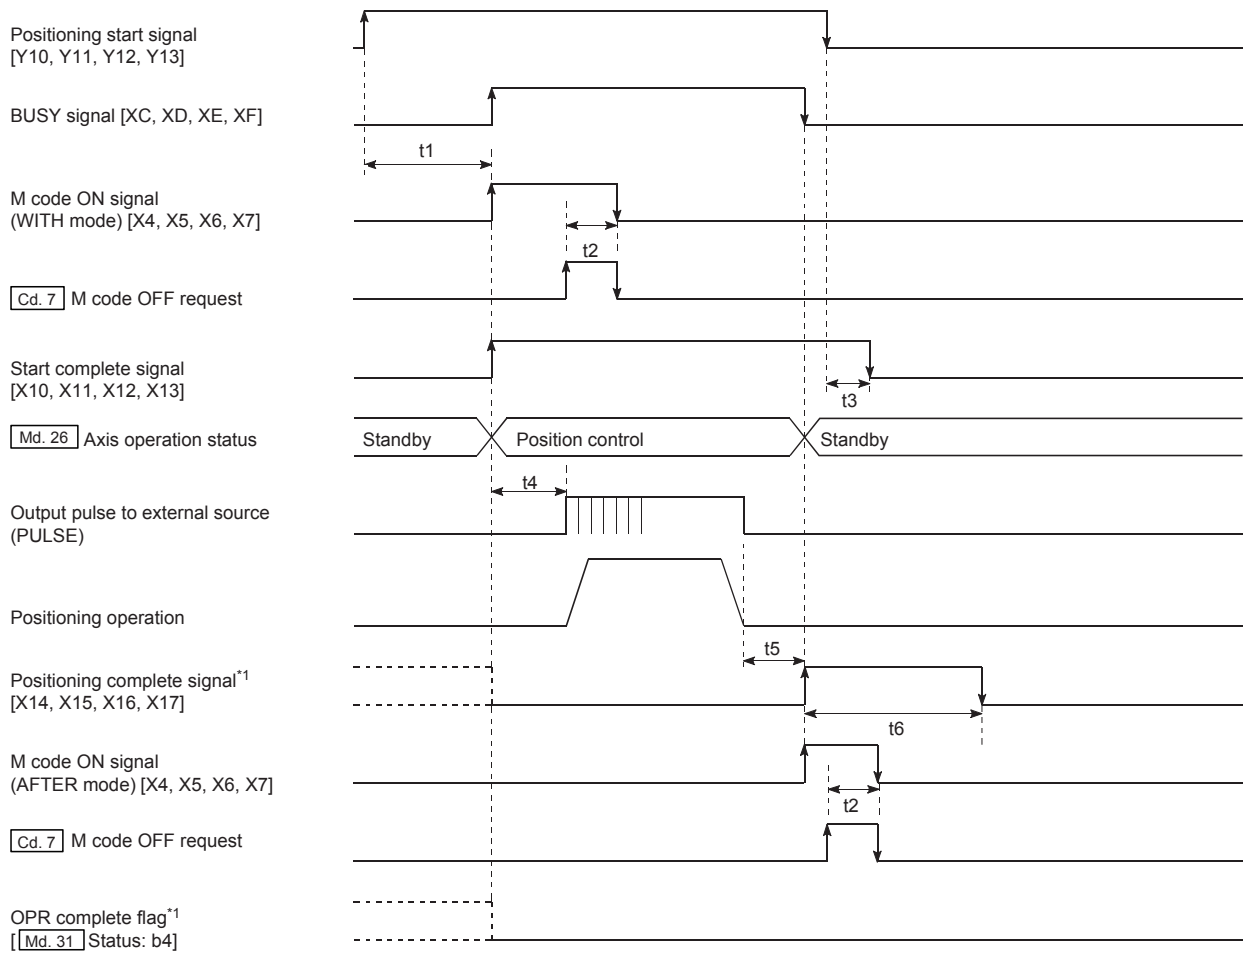 Positioning start signal
[Y10, Y11, Y12, Y13]
BUSY signal [XC, XD, XE, XF]
t1
M code ON signal
(WITH mode) [X4, X5, X6, X7]
t2
Cd. 7 M code OFF request
Start complete signal
[X10, X11, X12, X13]
t3
Md. 26 Axis operation status
Standby
Position control
Standby
t4
Output pulse to external source
(PULSE)
Positioning operation
t5
Positioning complete signal*1
[X14, X15, X16, X17]
t6
M code ON signal
(AFTER mode) [X4, X5, X6, X7]
t2
Cd. 7 M code OFF request
OPR complete flag*1
[ Md. 31 Status: b4]